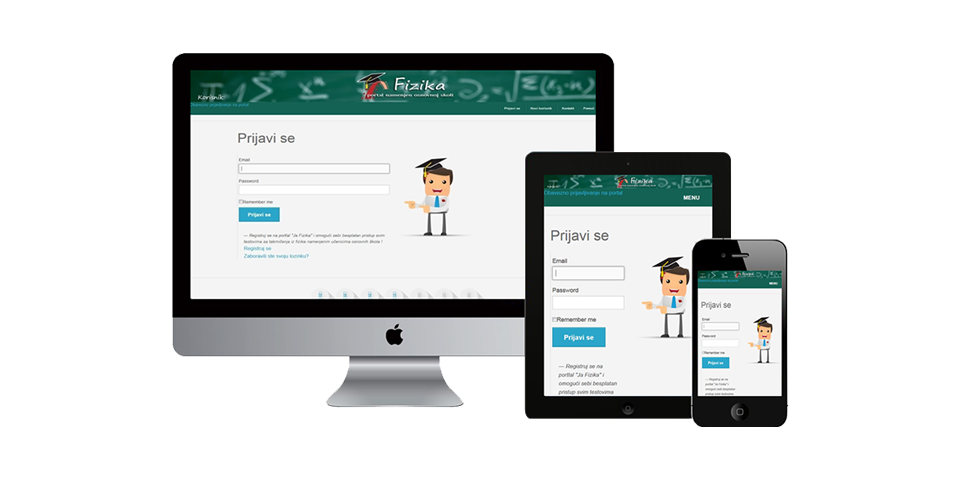 Fizika
portal namenjen osnovnoj školi
Korisnik:
Obavezno prijavljivanje na portal
Prijavi se
Novi korisnik
Kontakt
Pomoć
Prijavi se
Email
Password
Remember me
Prijavi se
— Registruj se na portal "Ja Fizika" i omogući sebi besplatan pristup svim
testovima za takmičenje iz fizike namenjenim učenicima osnovnih škola !
Registruj se
Zaboravili ste svoju lozinku?
Fizika
Obavezno prijavljivanje na portal
MENU
Prijavi se
Email
Password
Remember me
Prijavi se
— Registruj se na
portal "Ja Fizika" i
omogući sebi besplatan
pristup svim testovima
Fizika
Obavezno prijavljivanje na portal
MENU
Prijavi se
Email
Password
Remember me
Prijavi se
— Registruj se na
portal "Ja Fizika" i
omogući sebi besplatan
pristup svim testovima